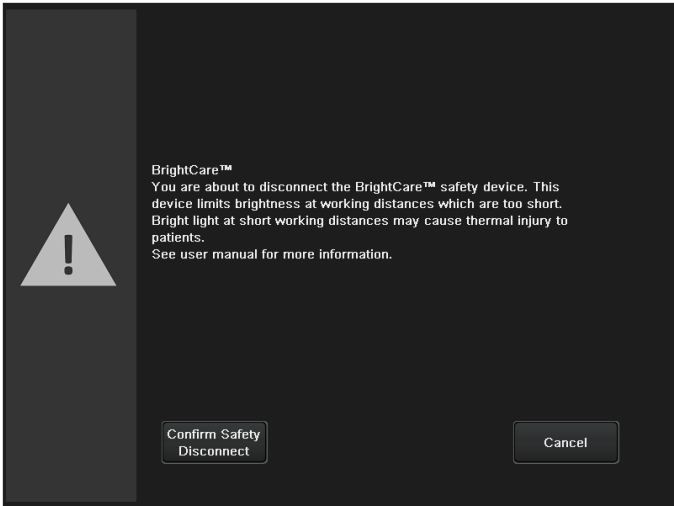 BrightCare™
You are about to disconnect the BrightCare™ safety device. This
device limits brightness at working distances which are too short.
Bright light at short working distances may cause thermal injury to
patients.
See user manual for more information.
Confirm Safety
Disconnect
Cancel